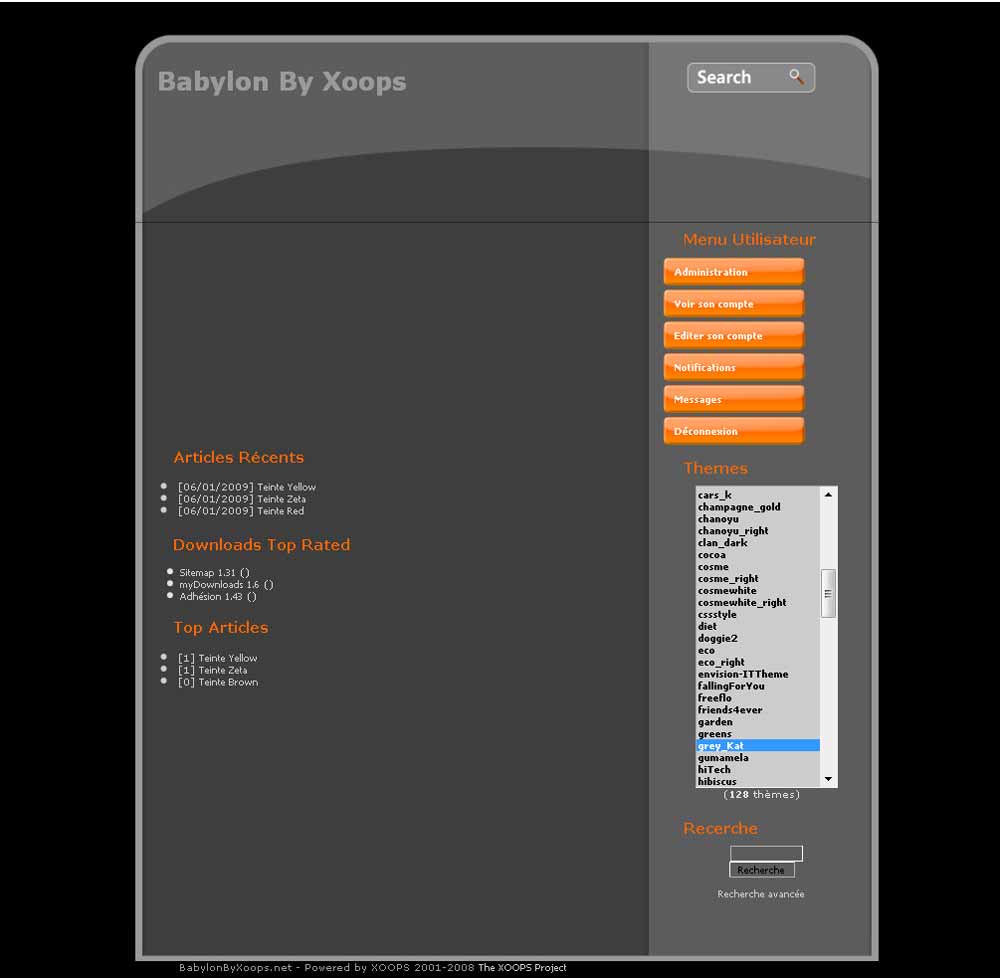 Babylon By Xoops
Search
Menu Utilisateur
Administration
Voir son compte
Editer son compte
Notifications
Messages
Déconnexion
Articles Récents
[06/01/2009] Teinte Yellow
[06/01/2009] Teinte Zeta
[06/01/2009] Teinte Red
Downloads Top Rated
Sitemap 1.31 ()
myDownloads 1.6 ()
Adhésion 1.43 ()
Top Articles
[1] Teinte Yellow
[1] Teinte Zeta
[0] Teinte Brown
Themes
cars_k
champagne_gold
chanoyu
chanoyu_right
clan_dark
cocoa
cosme
cosme_right
cosmewhite
cosmewhite_right
cssstyle
diet
doggie2
eco
eco_right
envision-ITTheme
fallingForYou
freeflo
friends4ever
garden
greens
grey_Kat
gumamela
hiTech
hibiscus
(128 thèmes)
Recerche
Recherche
Recherche avancée
BabylonByXoops.net - Powered by XOOPS 2001-2008 The XOOPS Project